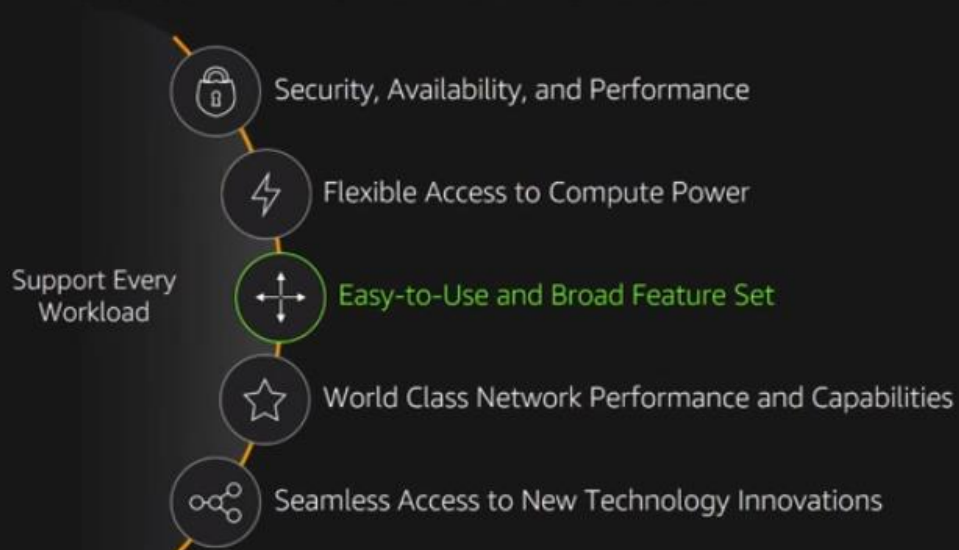 Security, Availability, and Performance
Flexible Access to Compute Power
Support Every
Workload
Easy-to-Use and Broad Feature Set
World Class Network Performance and Capabilities
Seamless Access to New Technology Innovations